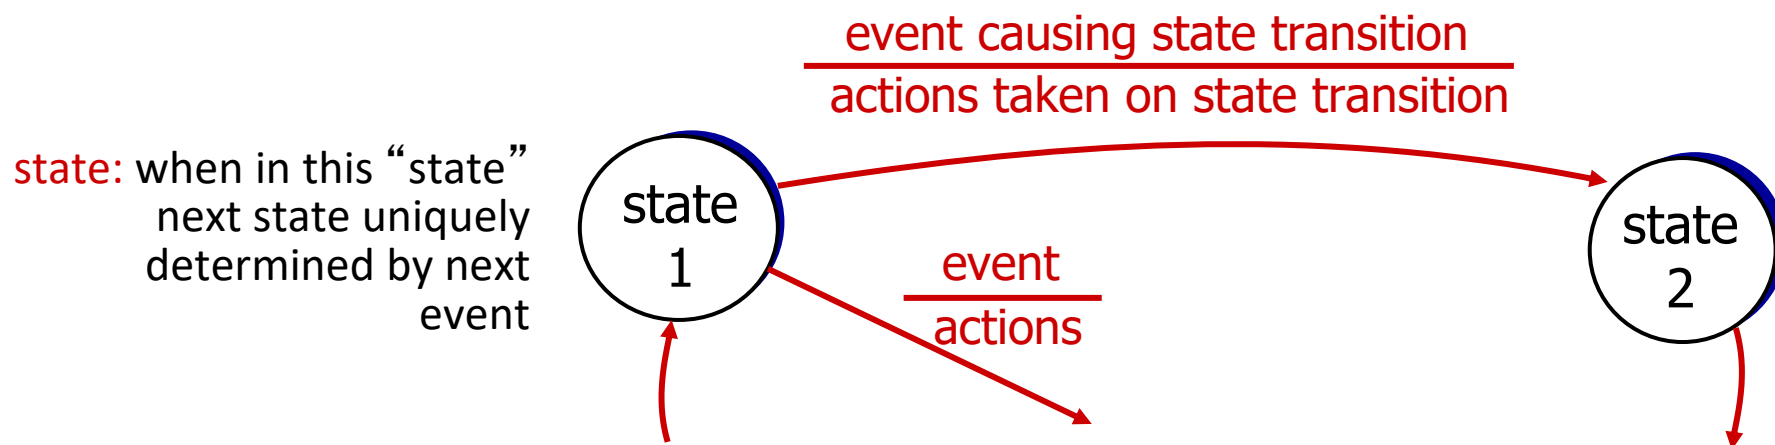 event causing state transition
actions taken on state transition
state: when in this “state”
next state uniquely
determined by next
event
state
1
event
actions
state
2